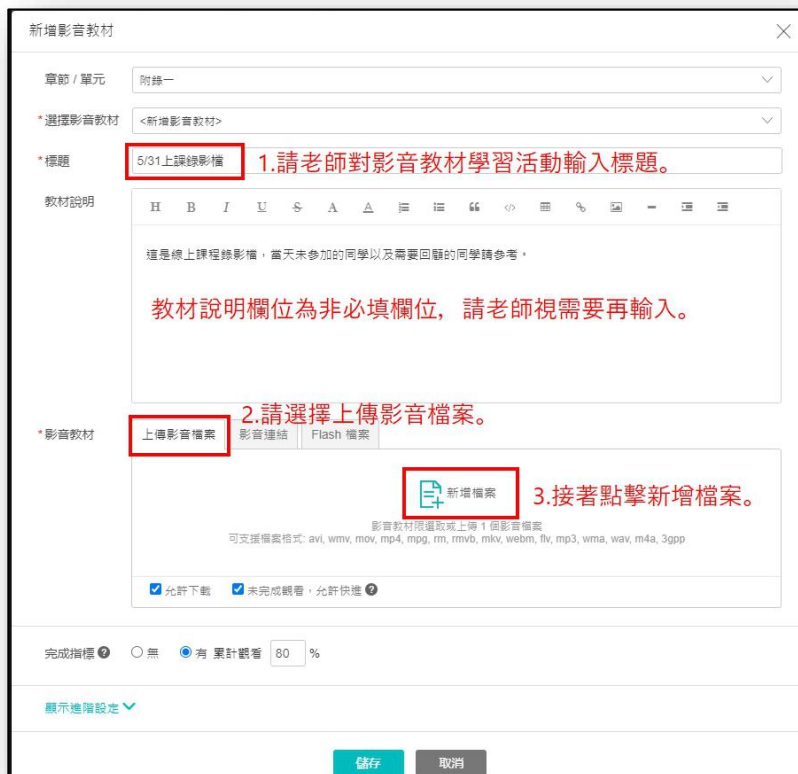 新增影音教材
章節 / 單元 附錄一
*選擇影音教材 <新增影音教材>
*標題 5/31上課錄影檔 1.請老師對影音教材學習活動輸入標題。
教材說明 H B I U S A A
這是線上課程錄影檔，當天未參加的同學以及需要回顧的同學請參考。
教材說明欄位為非必填欄位，請老師視需要再輸入。
2.請選擇上傳影音檔案。
*影音教材 上傳影音檔案 影音連結 Flash 檔案
新增檔案 3.接著點擊新增檔案。
影音教材限選取或上傳 1 個影音檔案
可支援檔案格式: avi, wmv, mov, mp4, mpg, rm, rmvb, mkv, webm, flv, mp3, wma, wav, m4a, 3gpp
允許下載 未完成觀看，允許快進 ?
完成指標 ? 無 有 累計觀看 80 %
顯示進階設定
儲存 取消